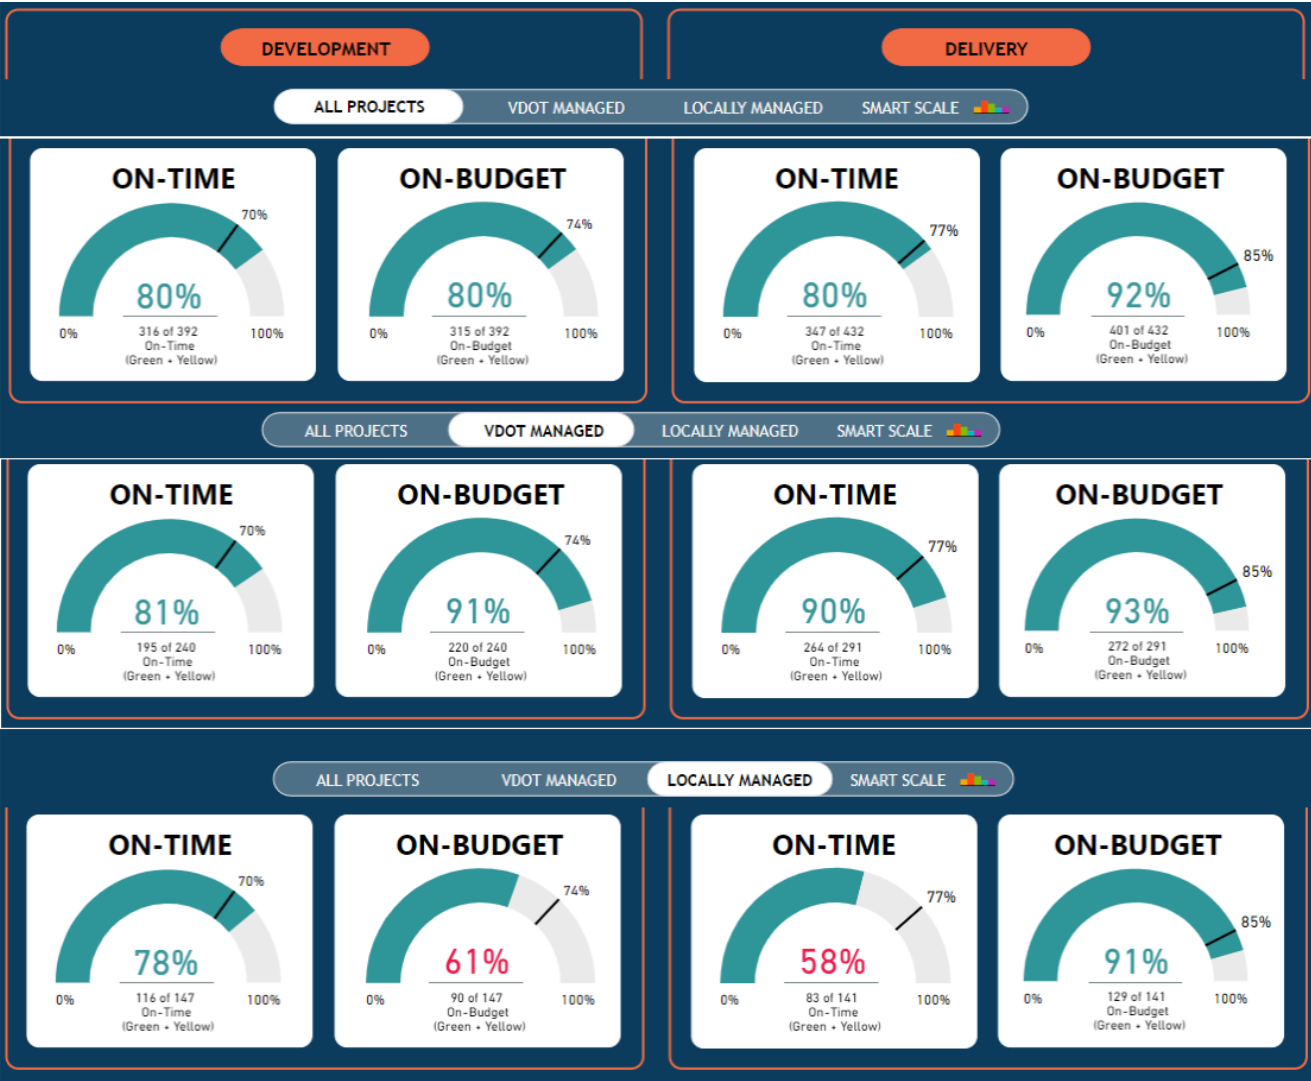 DEVELOPMENT
DELIVERY
ALL PROJECTS VDOT MANAGED LOCALLY MANAGED SMART SCALE
ON-TIME
70%
80%
0% 100%
316 of 392
On-Time
(Green + Yellow)
ON-BUDGET
74%
80%
0% 100%
315 of 392
On-Budget
(Green + Yellow)
ON-TIME
77%
80%
0% 100%
347 of 432
On-Time
(Green + Yellow)
ON-BUDGET
85%
92%
0% 100%
401 of 432
On-Budget
(Green + Yellow)
ALL PROJECTS VDOT MANAGED LOCALLY MANAGED SMART SCALE
ON-TIME
70%
81%
0% 100%
195 of 240
On-Time
(Green + Yellow)
ON-BUDGET
74%
91%
0% 100%
220 of 240
On-Budget
(Green + Yellow)
ON-TIME
77%
90%
0% 100%
264 of 291
On-Time
(Green + Yellow)
ON-BUDGET
85%
93%
0% 100%
272 of 291
On-Budget
(Green + Yellow)
ALL PROJECTS VDOT MANAGED LOCALLY MANAGED SMART SCALE
ON-TIME
70%
78%
0% 100%
116 of 147
On-Time
(Green + Yellow)
ON-BUDGET
74%
61%
0% 100%
90 of 147
On-Budget
(Green + Yellow)
ON-TIME
77%
58%
0% 100%
83 of 141
On-Time
(Green + Yellow)
ON-BUDGET
85%
91%
0% 100%
129 of 141
On-Budget
(Green + Yellow)